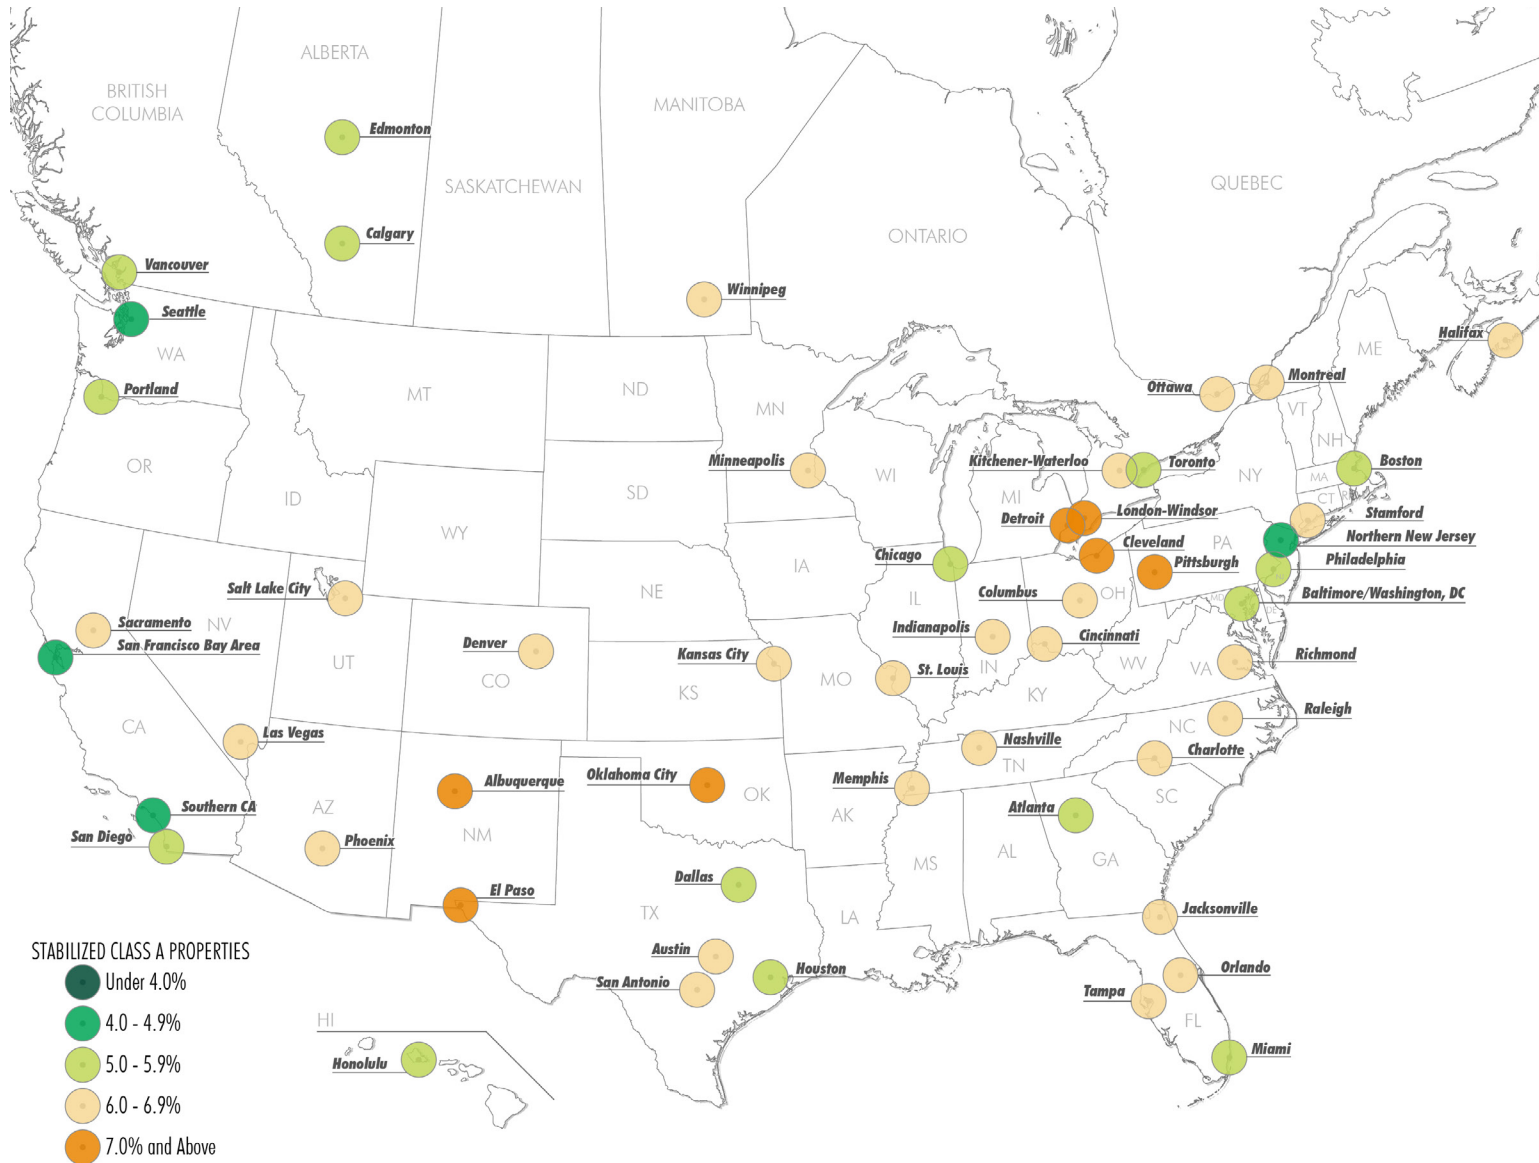 ALBERTA
BRITISH
COLUMBIA
MANITOBA
Edmonton
SASKATCHEWAN
QUEBEC
Calgary
ONTARIO
Vancouver
Winnipeg
Seattle
Halifax
WA
ME
Montreal
Ottawa
Portland
MT
ND
MN
VT
NH
Minneapolis
Kitchener-Waterloo
Toronto
Boston
OR
WI
NY
MA
ID
SD
MI
CT
Detroit
London-Windsor
Stamford
WY
Northern New Jersey
PA
Cleveland
Chicago
Pittsburgh
Philadelphia
IA
Salt Lake City
NE
Columbus
OH
MD
DE
Baltimore/Washington, DC
IL
Sacramento
NV
San Francisco Bay Area
Denver
Indianapolis
Cincinnati
Kansas City
Richmond
UT
CO
KS
MO
St. Louis
IN
WV
VA
KY
Raleigh
CA
Las Vegas
Nashville
NC
Charlotte
TN
Albuquerque
Oklahoma City
OK
Memphis
SC
Southern CA
AZ
NM
AK
Atlanta
San Diego
Phoenix
MS
AL
GA
Dallas
El Paso
TX
LA
Jacksonville
Austin
Houston
San Antonio
Orlando
Tampa
FL
Miami
HI
Honolulu
STABILIZED CLASS A PROPERTIES
Under 4.0%
4.0 - 4.9%
5.0 - 5.9%
6.0 - 6.9%
7.0% and Above